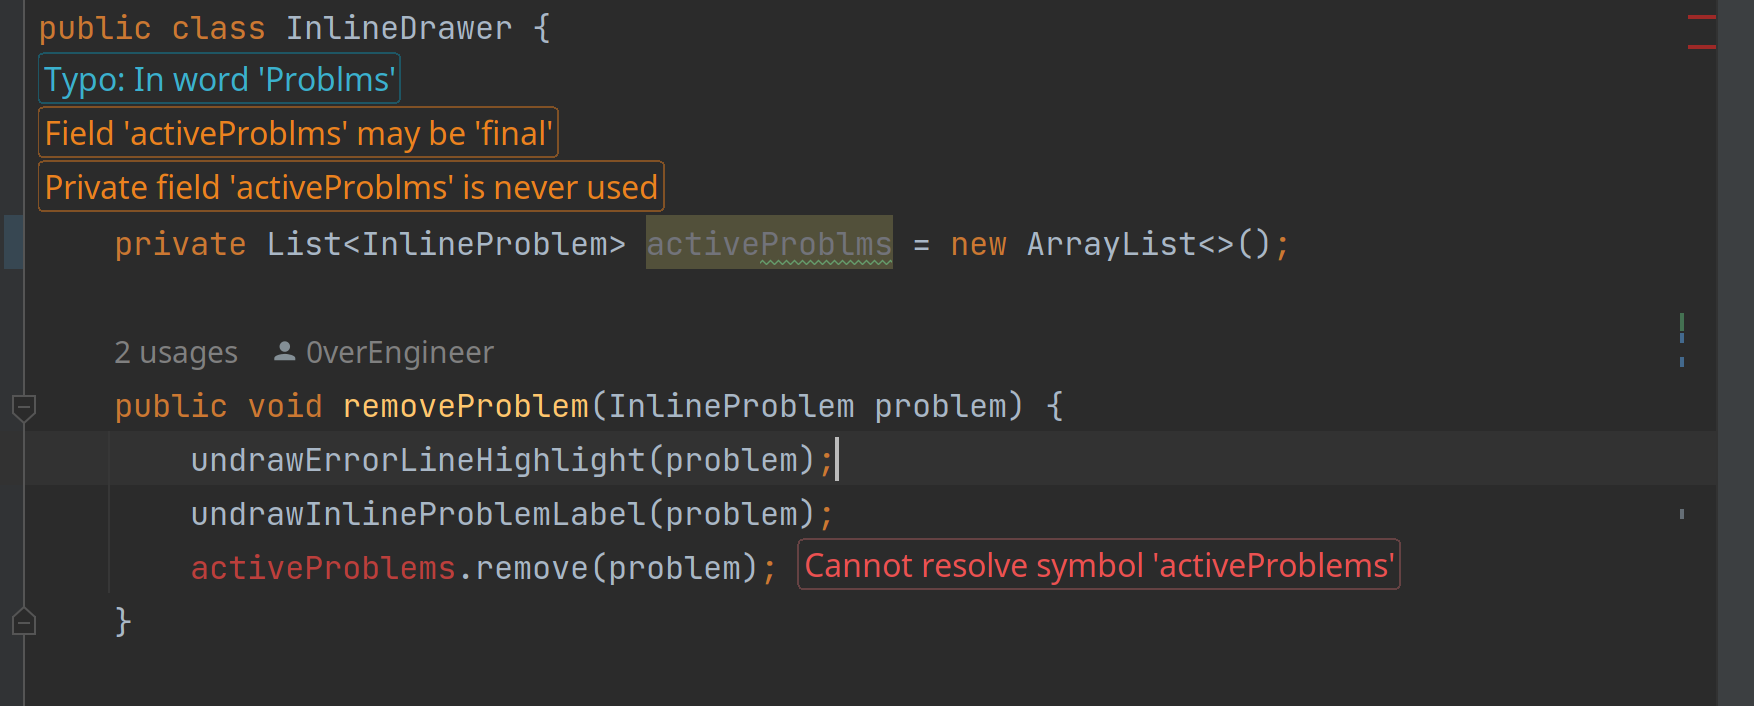 public class InlineDrawer {
Typo: In word 'Problms'
Field 'activeProblms' may be 'final'
Private field 'activeProblms' is never used
private List<InlineProblem> activeProblms = new ArrayList<>();
2 usages 0verEngineer
public void removeProblem(InlineProblem problem) {
undrawErrorLineHighlight(problem);
undrawInlineProblemLabel(problem);
activeProblems.remove(problem); Cannot resolve symbol 'activeProblems'
}